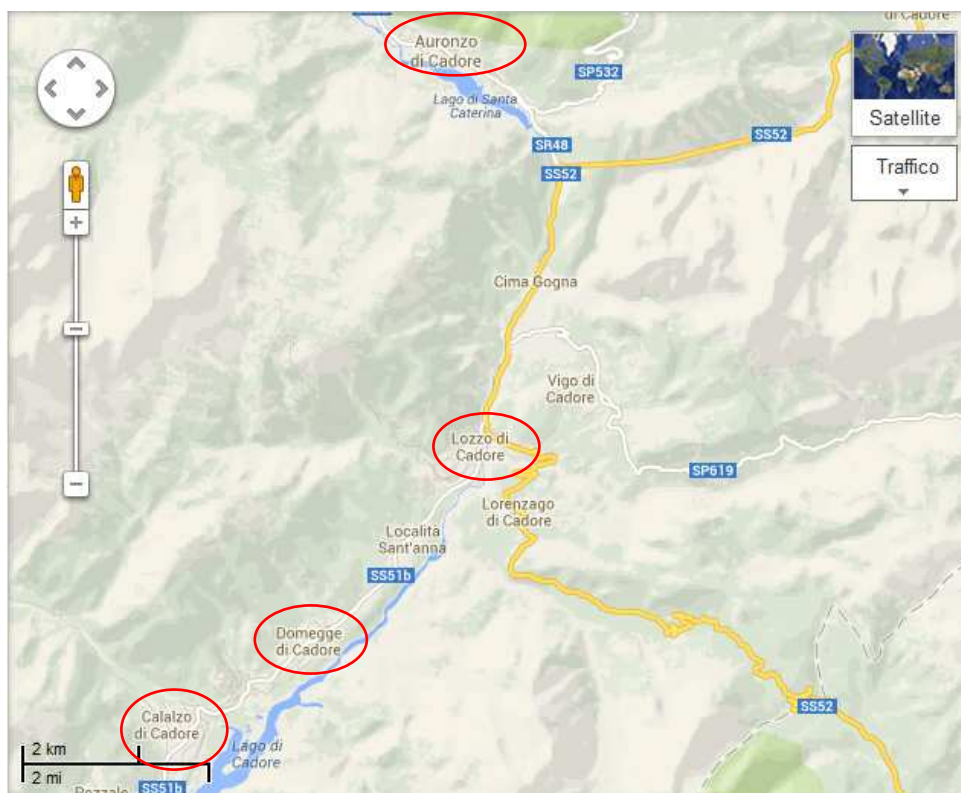 di Cadore
Auronzo
di Cadore
SP532
Lago di Santa
Caterina
Satellite
SR48
SS52
SS52
Traffico
Cima Gogna
Vigo di
Cadore
Lozzo di
Cadore
SP619
Lorenzago
di Cadore
Località
Sant'anna
SS51b
Domegge
di Cadore
Calalzo
di Cadore
SS52
2 km
Lago di
Cadore
2 mi
SS51b